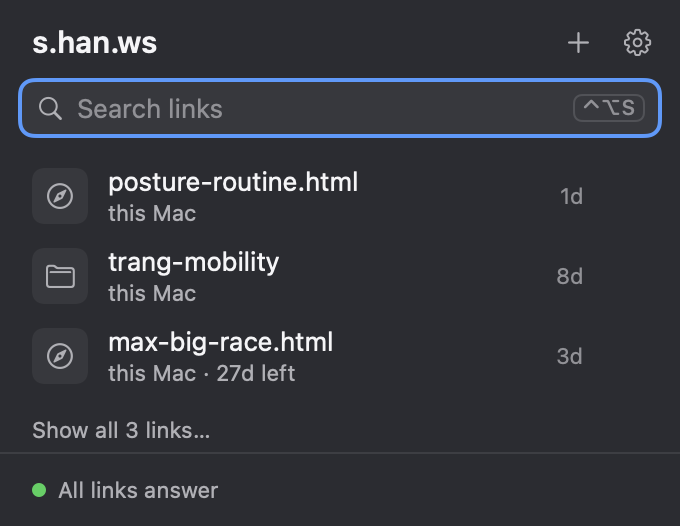 s.han.ws
Search links
⌃⌥S
posture-routine.html
this Mac
1d
trang-mobility
this Mac
8d
max-big-race.html
this Mac · 27d left
3d
Show all 3 links...
All links answer